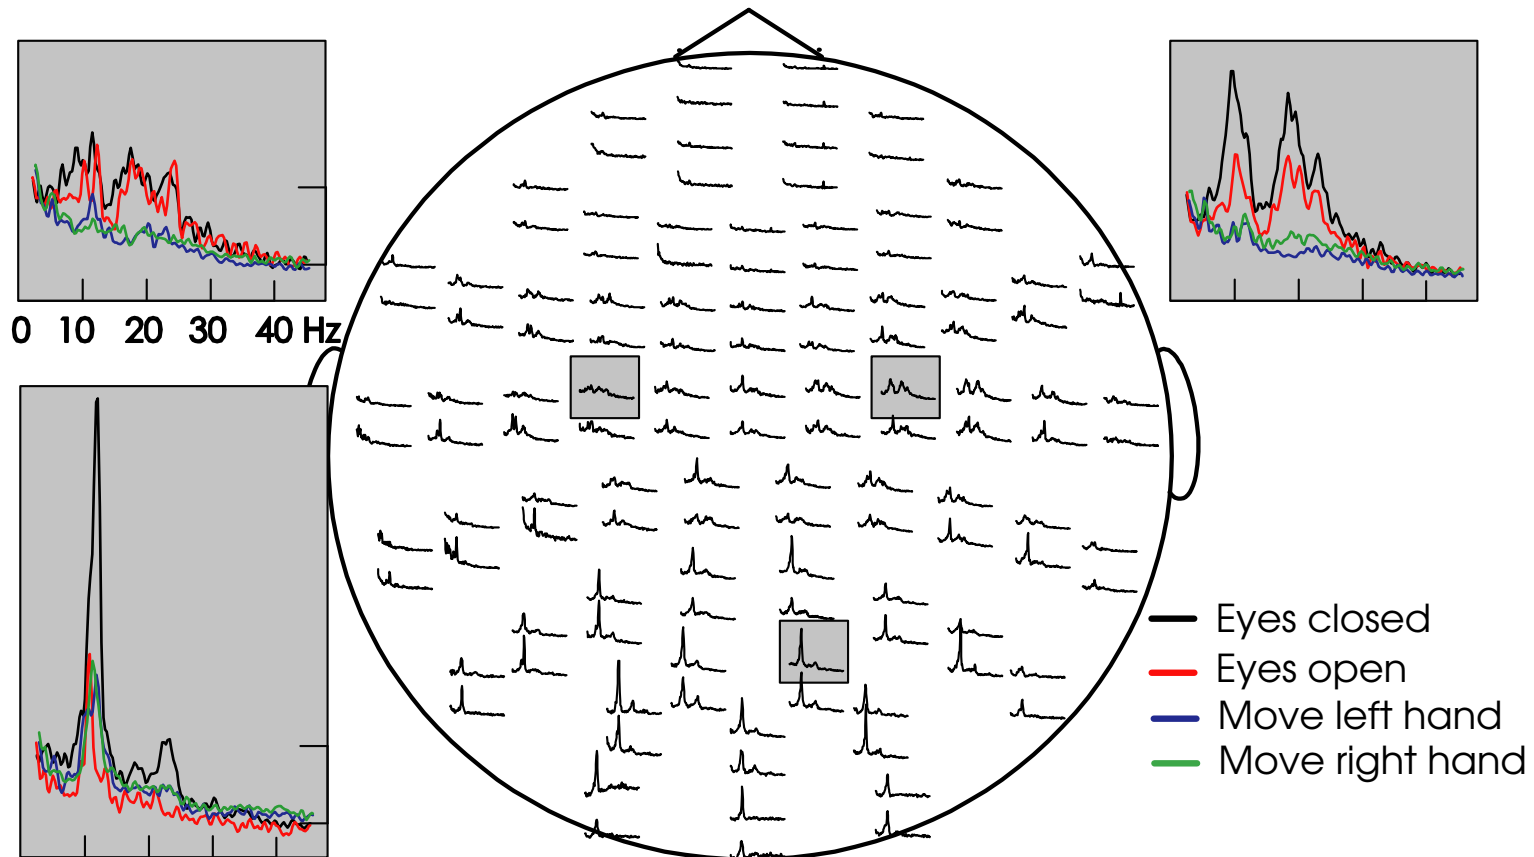 0 10 20 30 40 Hz
Eyes closed
Eyes open
Move left hand
Move right hand